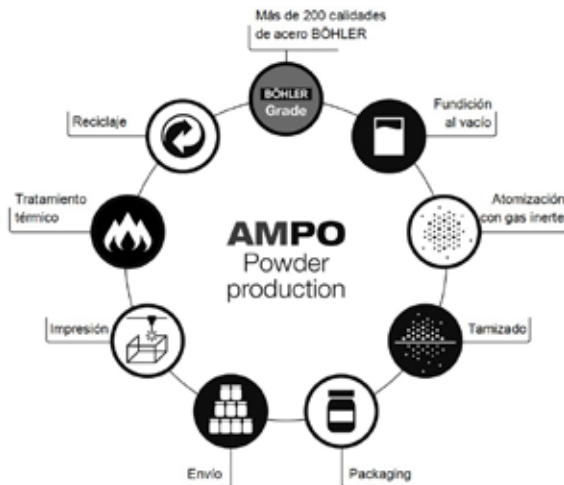 Más de 200 calidades
de acero BÖHLER
BÖHLER
Grade
Fundición
al vacío
Atomización
con gas inerte
Tamizado
Packaging
Envío
Impresión
Tratamiento
térmico
Reciclaje
AMPO
Powder
production